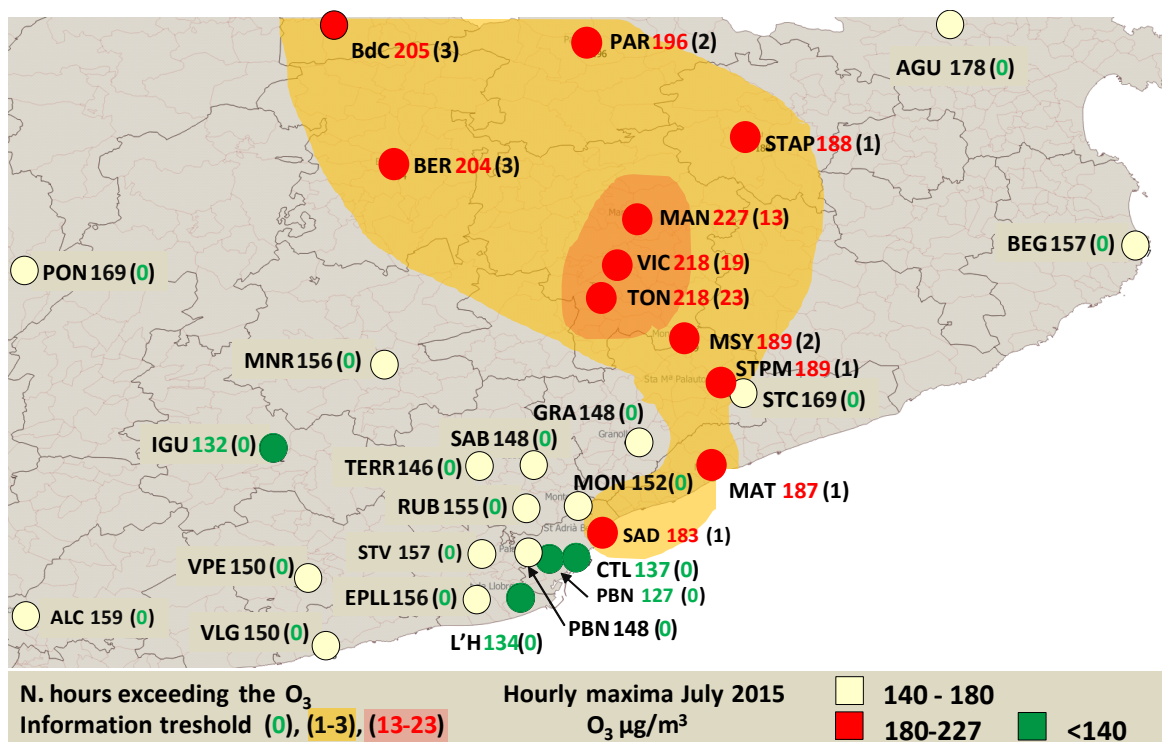 BdC 205 (3)
PAR 196 (2)
AGU 178 (0)
STAP 188 (1)
BER 204 (3)
MAN 227 (13)
BEG 157 (0)
VIC 218 (19)
PON 169 (0)
TON 218 (23)
MSY 189 (2)
MNR 156 (0)
STPM 189 (1)
Sta Mª Palauto
STC 169 (0)
GRA 148 (0)
Granoll
SAB 148 (0)
IGU 132 (0)
TERR 146 (0)
MON 152 (0)
MAT 187 (1)
RUB 155 (0)
St Adrià B
SAD 183 (1)
STV 157 (0)
CTL 137 (0)
VPE 150 (0)
PBN 127 (0)
EPLL 156 (0)
ALC 159 (0)
PBN 148 (0)
VLG 150 (0)
L'H 134 (0)
N. hours exceeding the O₃
Information treshold (0), (1-3), (13-23)
Hourly maxima July 2015
O₃ µg/m³
140 - 180
180-227
<140